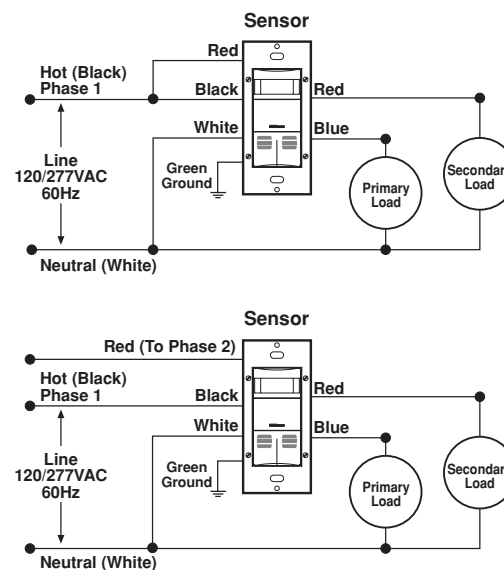 Sensor
Red
Hot (Black)
Phase 1
Black
Red
White
Blue
Line
120/277VAC
60Hz
Green
Ground
Primary
Load
Secondar
Load
Neutral (White)
Sensor
Red (To Phase 2)
Hot (Black)
Phase 1
Black
Red
White
Blue
Line
120/277VAC
60Hz
Green
Ground
Primary
Load
Secondar
Load
Neutral (White)